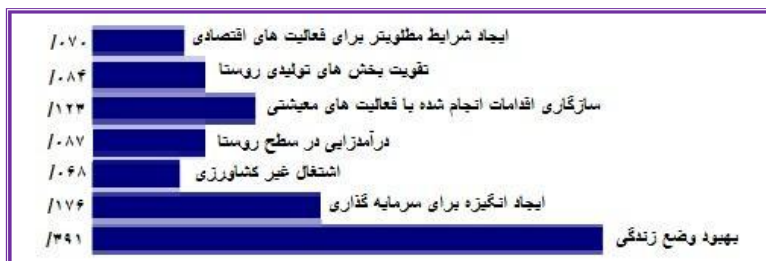 ایجاد شرایط مطلوبتر برای فعالیت های اقتصادی /۰۷۰
تقویت بخش های تولیدی روستا /۰۸۴
سازگاری اقدامات انجام شده با فعالیت های معیشتی /۱۲۳
درآمدزایی در سطح روستا /۰۸۷
اشتغال غیر کشاورزی /۰۶۸
ایجاد انگیزه برای سرمایه گذاری /۱۷۶
بهبود وضع زندگی /۳۹۱